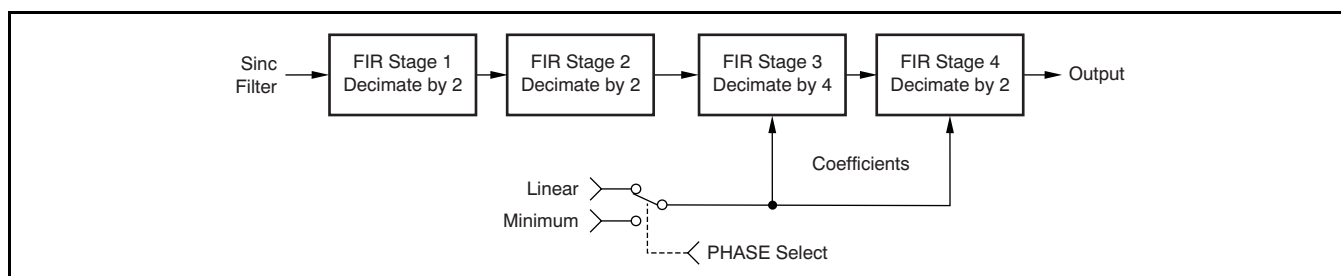 Sinc
Filter
FIR Stage 1
Decimate by 2
FIR Stage 2
Decimate by 2
FIR Stage 3
Decimate by 4
FIR Stage 4
Decimate by 2
Output
Coefficients
Linear
Minimum
PHASE Select